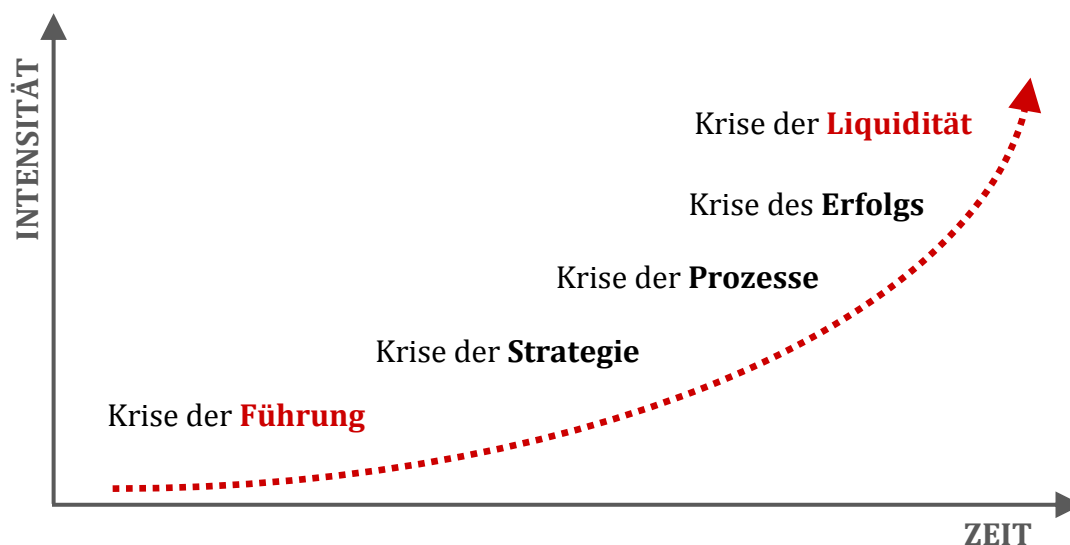 INTENSITÄT
Krise der Liquidität
Krise des Erfolgs
Krise der Prozesse
Krise der Strategie
Krise der Führung
ZEIT